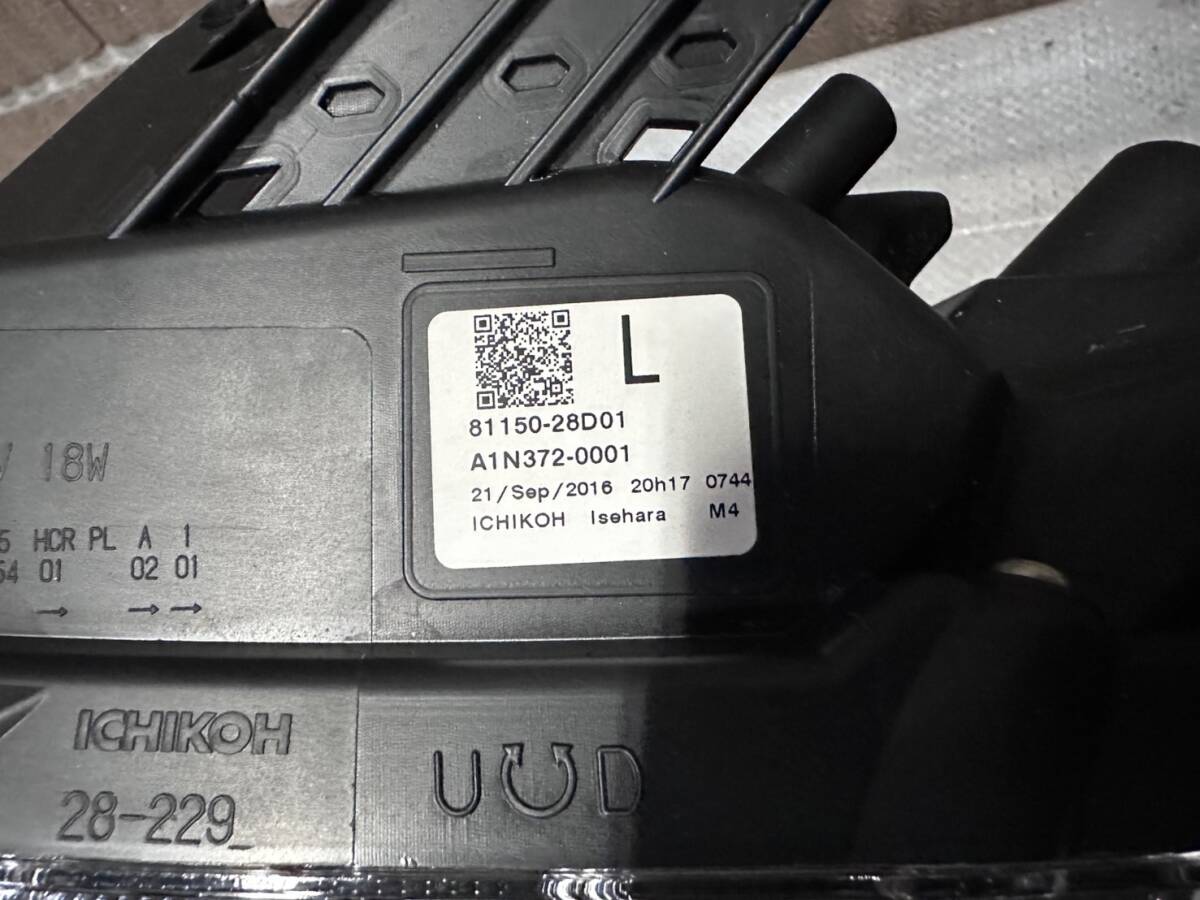 L
81150-28D01
A1N372-0001
21/Sep/2016 20h17 0744
ICHIKOH Isehara M4
18W
HCR PL A 1
01 02 01
→ → →
ICHIKOH
28-229
U D